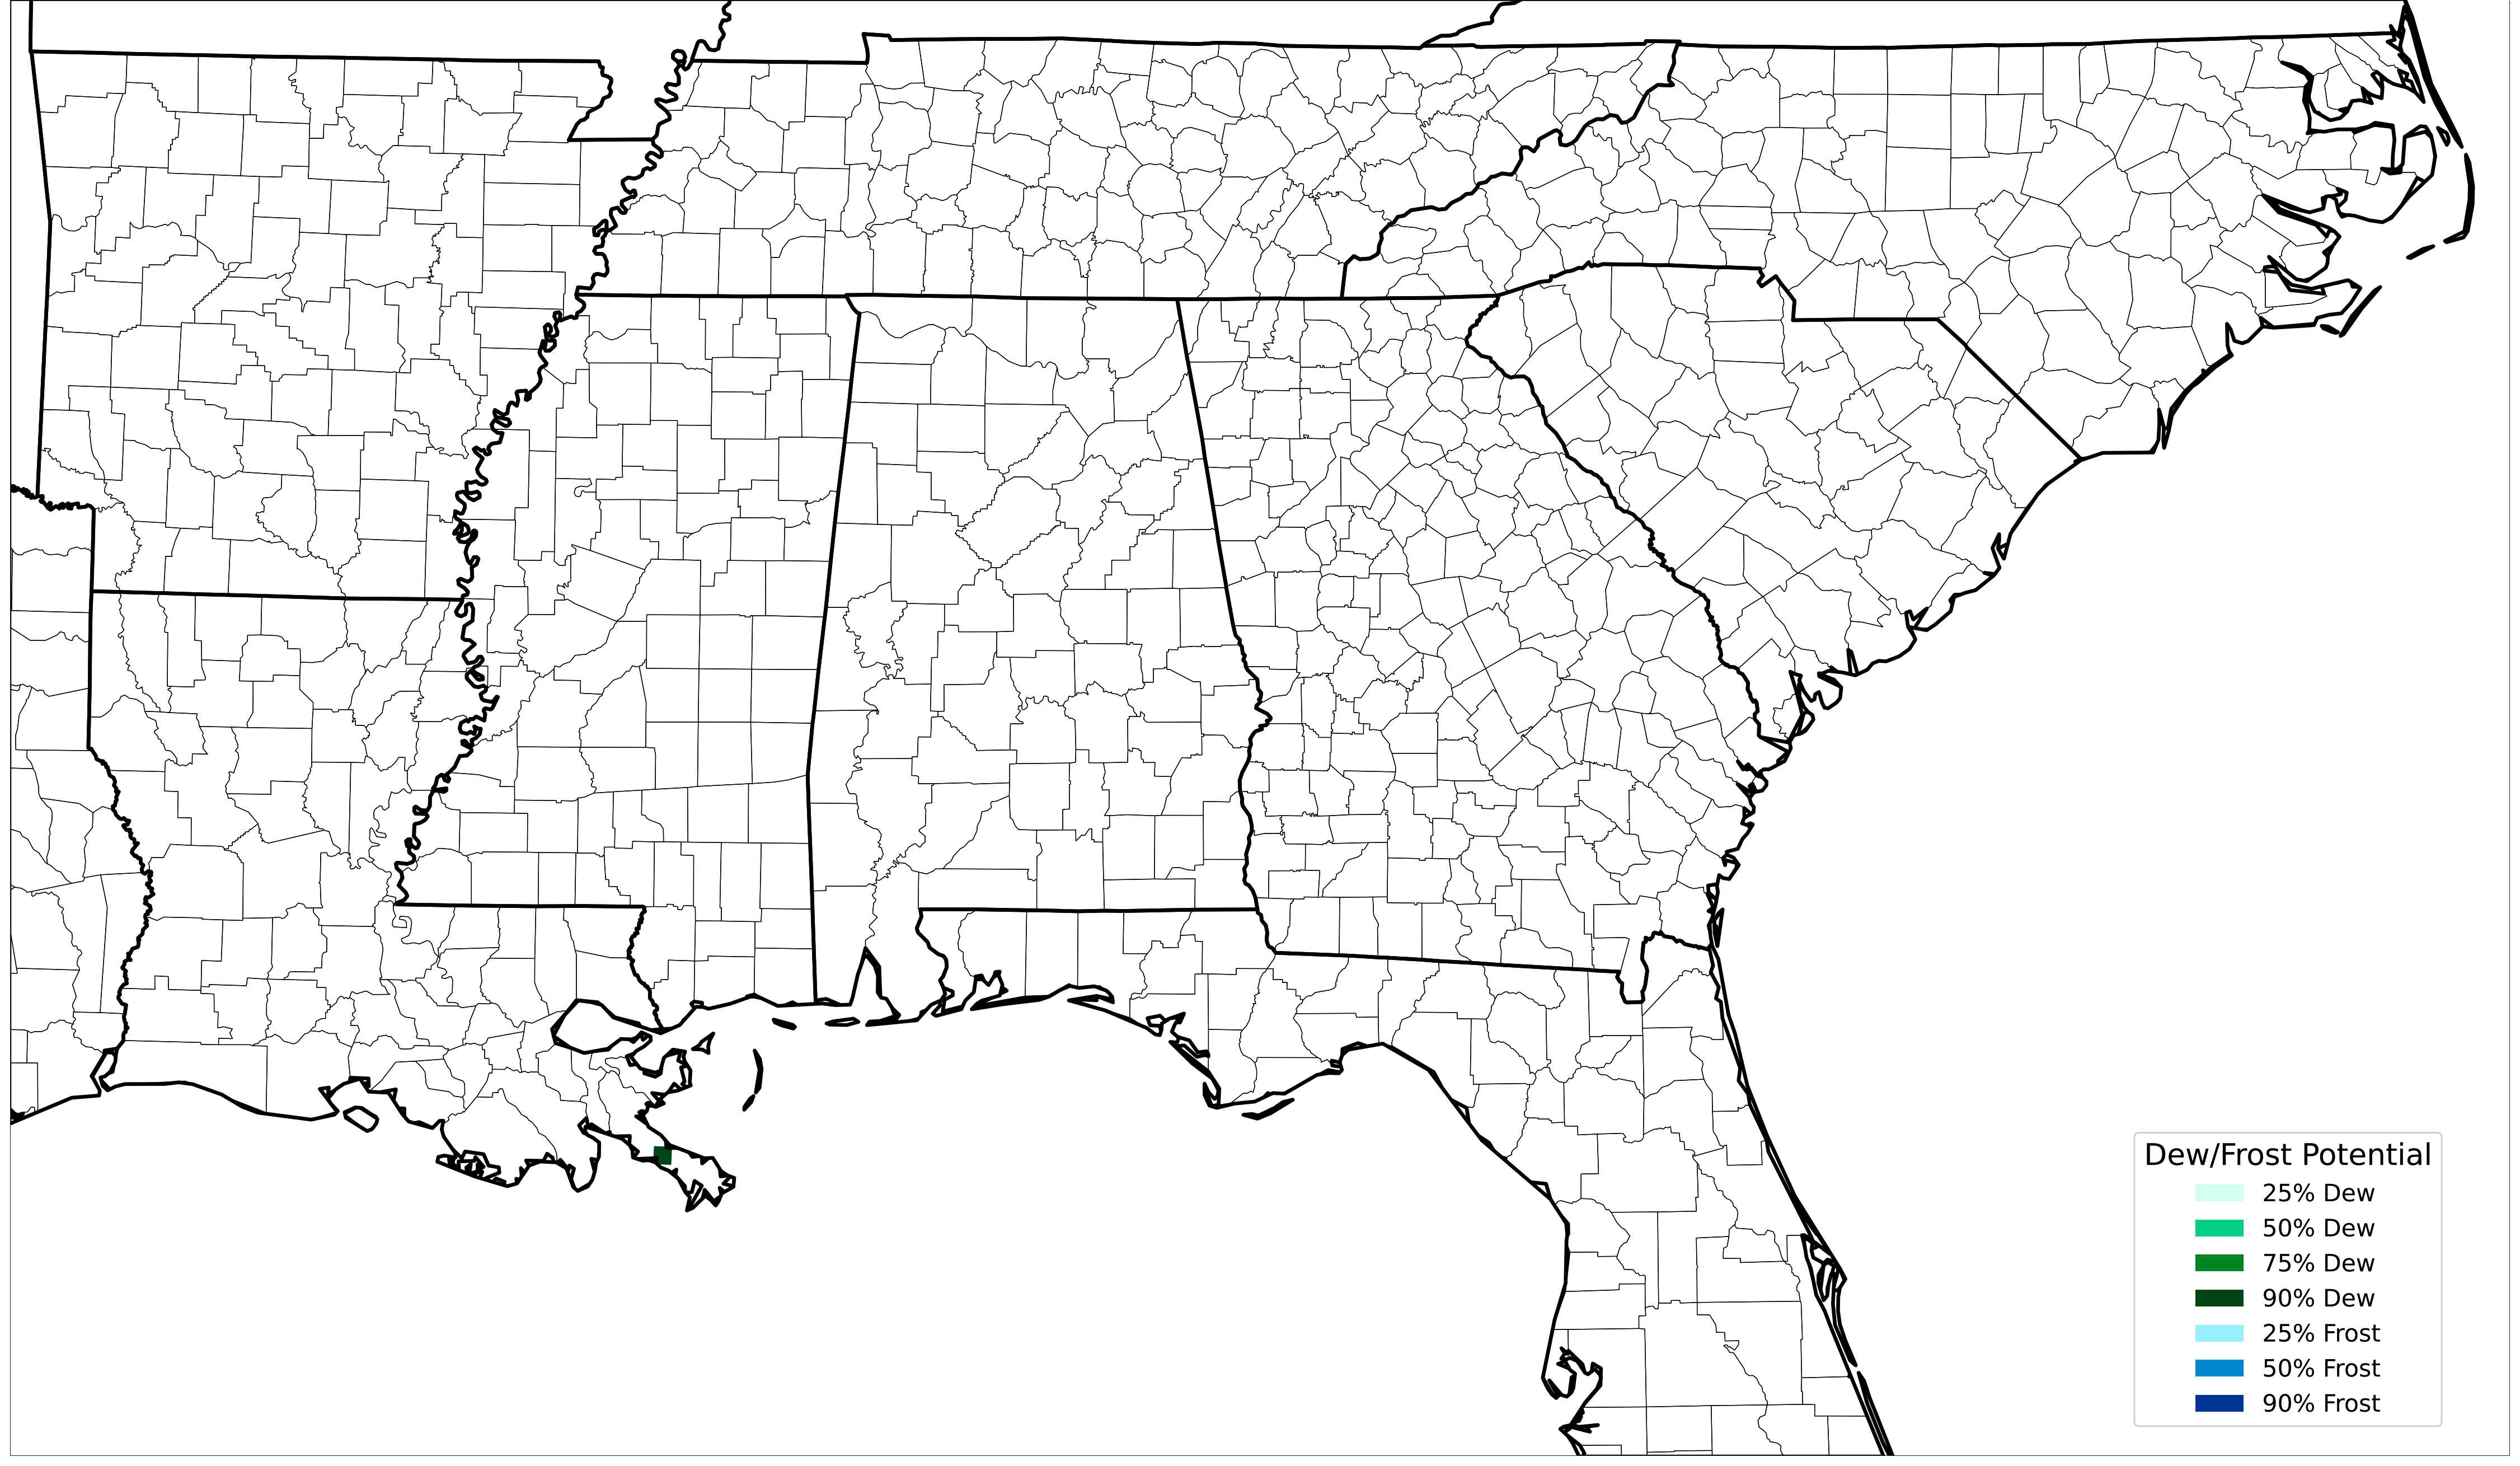 Dew/Frost Potential
25% Dew
50% Dew
75% Dew
90% Dew
25% Frost
50% Frost
90% Frost